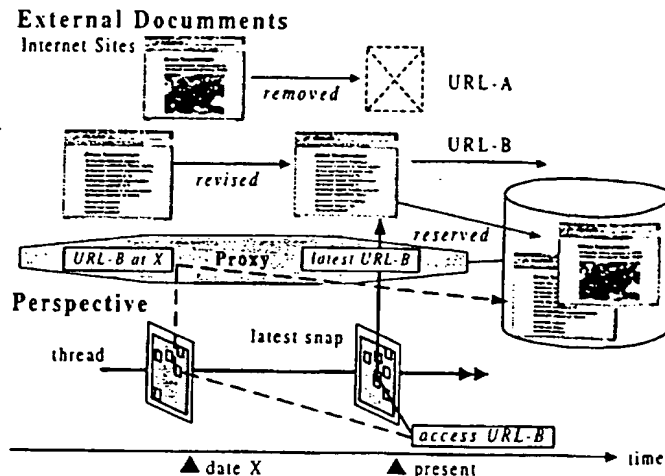 External Documments
Internet Sites
removed
URL-A
URL-B
revised
reserved
URL-B at X
Proxy
latest URL-B
Perspective
latest snap
thread
access URL-B
time
date X
present